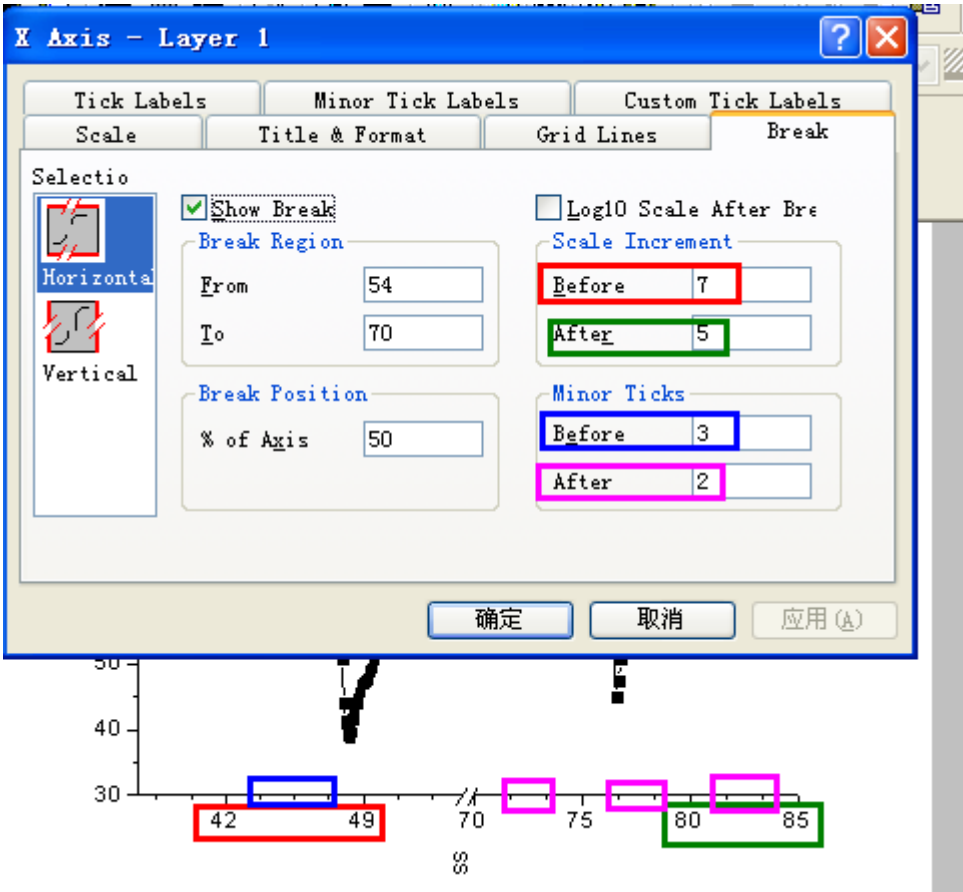 X Axis - Layer 1
Tick Labels
Minor Tick Labels
Custom Tick Labels
Scale
Title & Format
Grid Lines
Break
Selectio
Horizonta
Vertical
Show Break
Break Region
From 54
To 70
Break Position
% of Axis 50
Log10 Scale After Bre
Scale Increment
Before 7
After 5
Minor Ticks
Before 3
After 2
确定
取消
应用(A)
50
40
30
42 49 70 75 80 85
SS